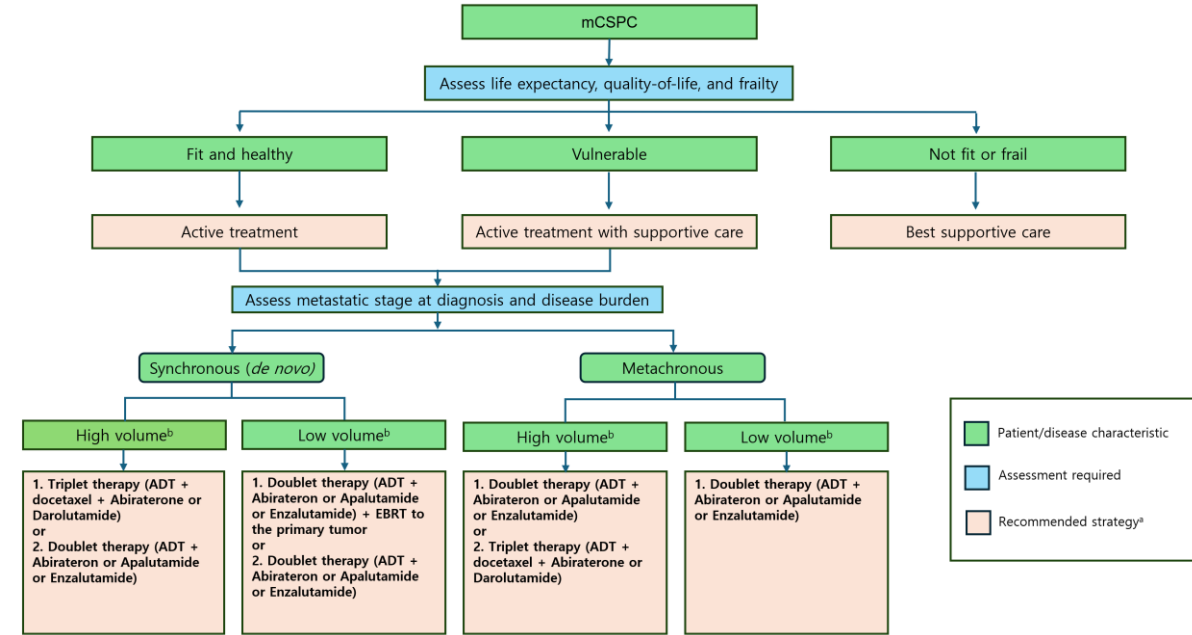 mCSPC
Assess life expectancy, quality-of-life, and frailty
Fit and healthy
Vulnerable
Not fit or frail
Active treatment
Active treatment with supportive care
Best supportive care
Assess metastatic stage at diagnosis and disease burden
Synchronous (de novo)
Metachronous
High volumeᵇ
Low volumeᵇ
High volumeᵇ
Low volumeᵇ
1. Triplet therapy (ADT +
docetaxel + Abiraterone or
Darolutamide)
or
2. Doublet therapy (ADT +
Abirateron or Apalutamide
or Enzalutamide)
1. Doublet therapy (ADT +
Abirateron or Apalutamide
or Enzalutamide) + EBRT to
the primary tumor
or
2. Doublet therapy (ADT +
Abirateron or Apalutamide
or Enzalutamide)
1. Doublet therapy (ADT +
Abirateron or Apalutamide
or Enzalutamide)
or
2. Triplet therapy (ADT +
docetaxel + Abiraterone or
Darolutamide)
1. Doublet therapy (ADT +
Abirateron or Apalutamide
or Enzalutamide)
Patient/disease characteristic
Assessment required
Recommended strategyᵃ